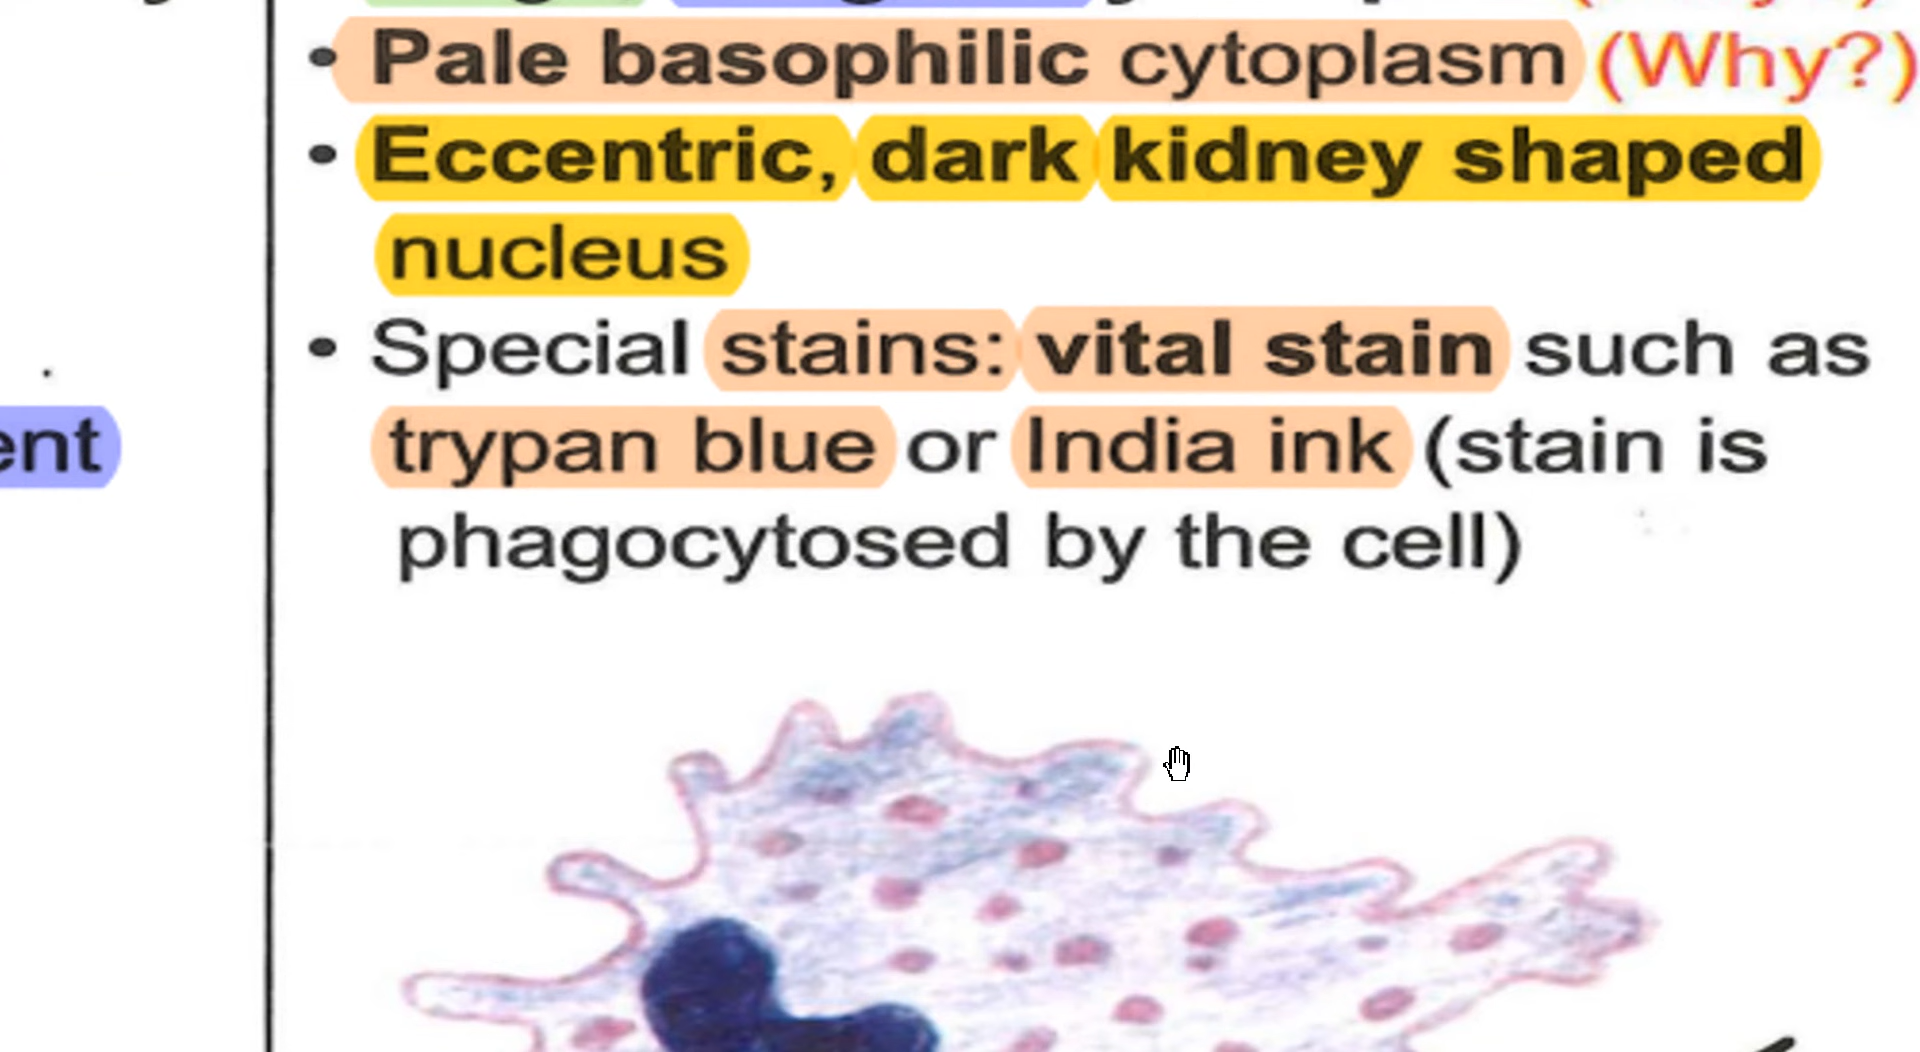 • Pale basophilic cytoplasm (Why?)
• Eccentric, dark kidney shaped
nucleus
• Special stains: vital stain such as
ent
trypan blue or India ink (stain is
phagocytosed by the cell)